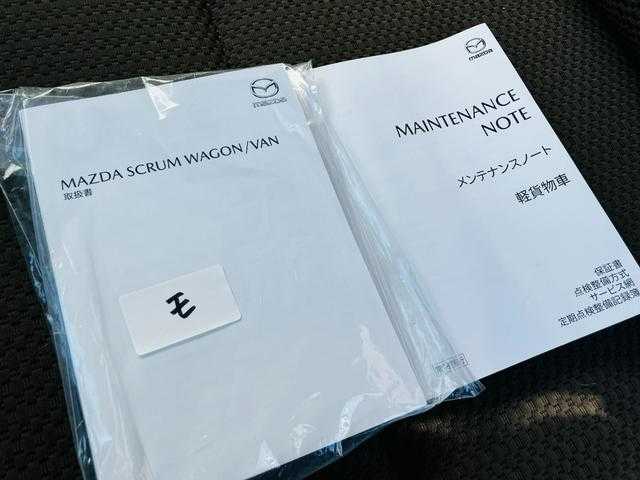 mazda
MAZDA SCRUM WAGON/VAN
取扱書
モ
mazda
MAINTENANCE
NOTE
メンテナンスノート
軽貨物車
保証書
点検整備方式
サービス網
定期点検整備記録簿